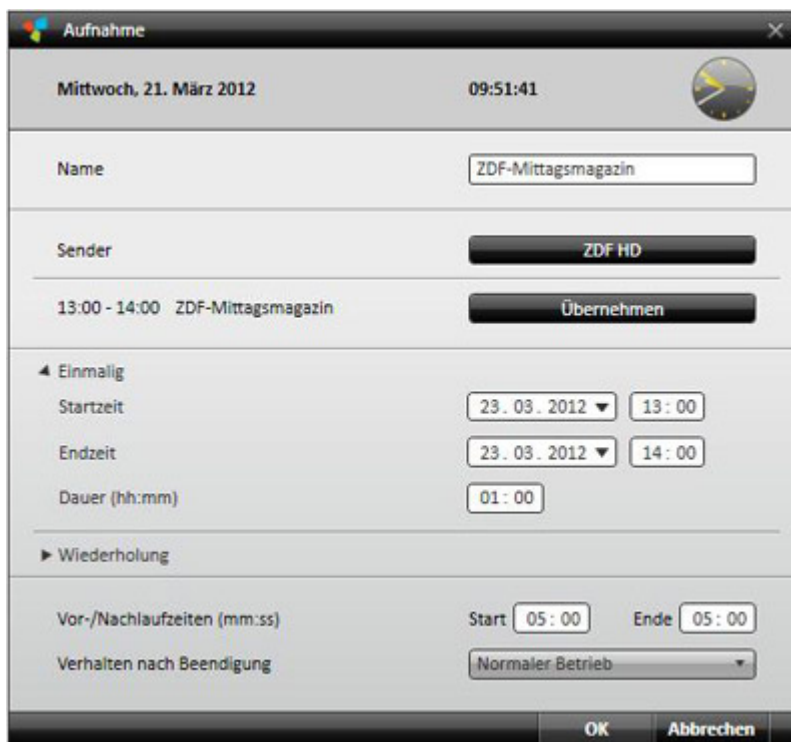 Aufnahme
Mittwoch, 21. März 2012 09:51:41
Name ZDF-Mittagsmagazin
Sender ZDF HD
13:00 - 14:00 ZDF-Mittagsmagazin Übernehmen
Einmalig
Startzeit 23. 03. 2012 13: 00
Endzeit 23. 03. 2012 14: 00
Dauer (hh:mm) 01: 00
Wiederholung
Vor-/Nachlaufzeiten (mm:ss) Start 05: 00 Ende 05: 00
Verhalten nach Beendigung Normaler Betrieb
OK Abbrechen